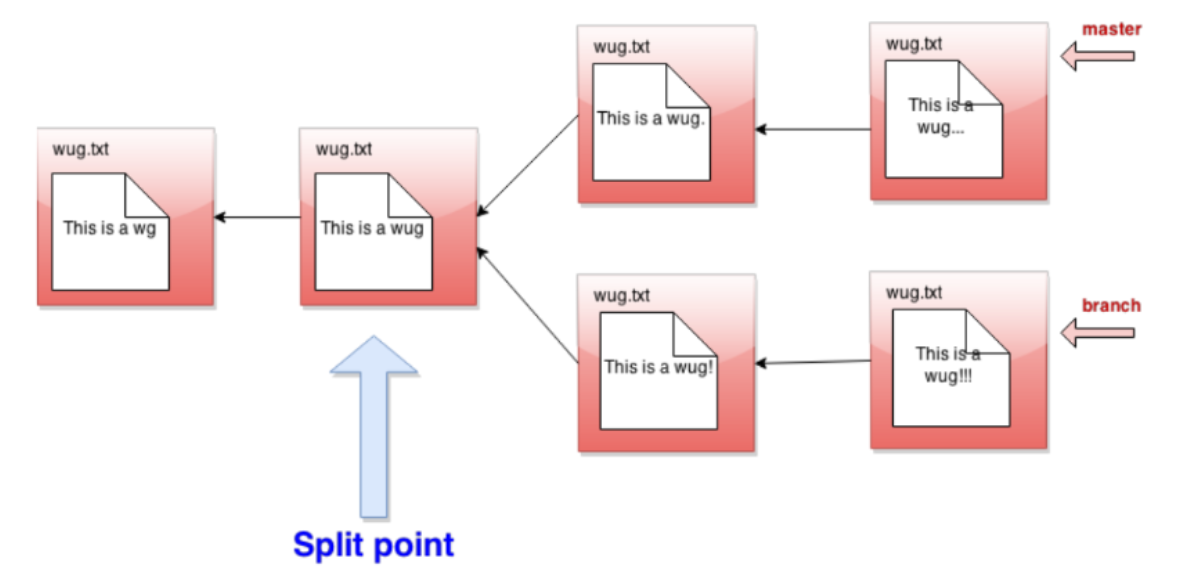 wug.txt
This is a wg
wug.txt
This is a wug
wug.txt
This is a wug.
wug.txt
This is a
wug...
master
wug.txt
This is a wug!
wug.txt
This is a
wug!!!
branch
Split point